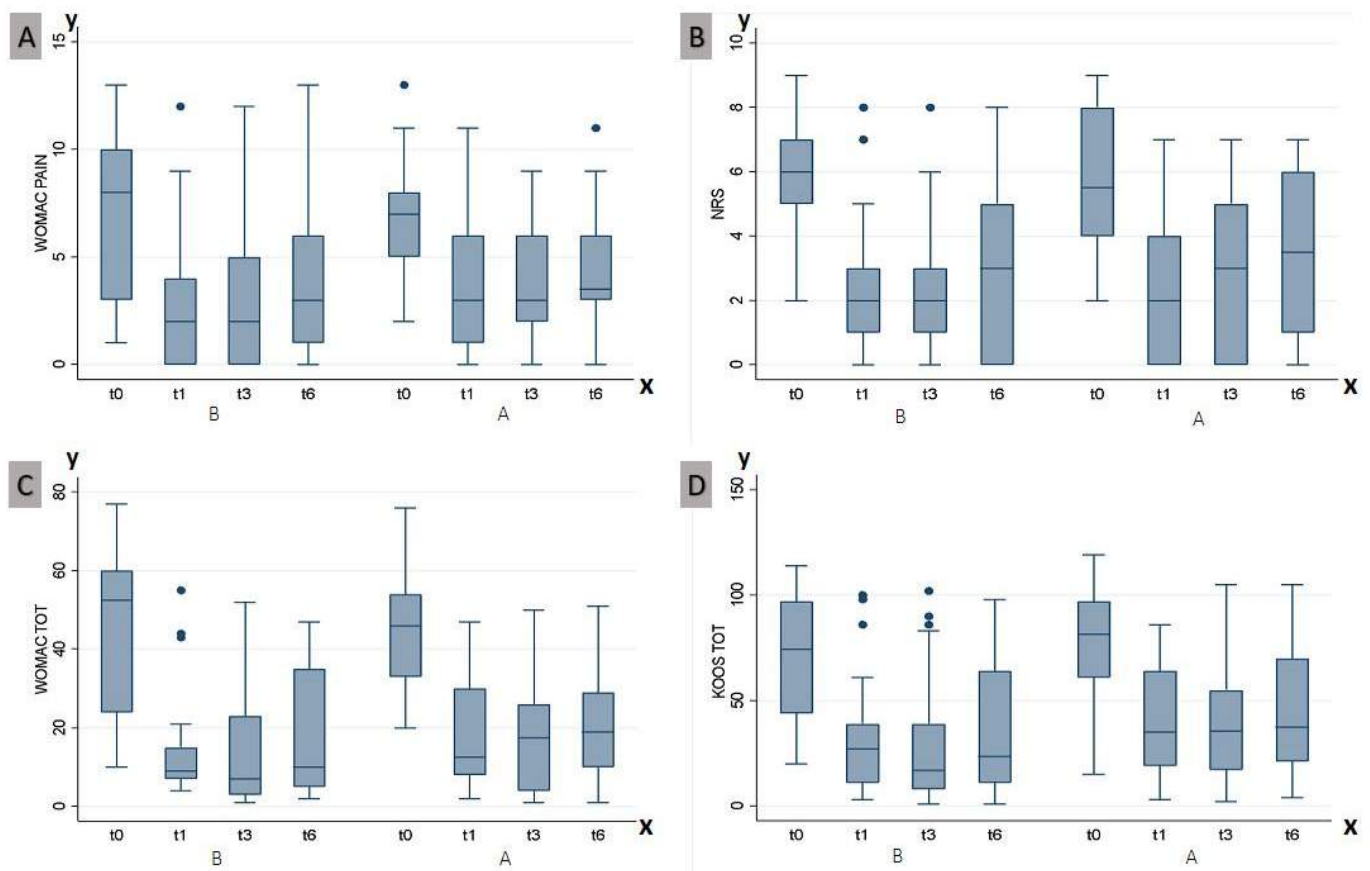 A
y
WOMAC PAIN
15
10
5
0
t0 t1 t3 t6 t0 t1 t3 t6
B A
x
B
y
NRS
10
8
6
4
2
0
t0 t1 t3 t6 t0 t1 t3 t6
B A
x
C
y
WOMAC TOT
80
60
40
20
0
t0 t1 t3 t6 t0 t1 t3 t6
B A
x
D
y
KOOS TOT
150
100
50
0
t0 t1 t3 t6 t0 t1 t3 t6
B A
x